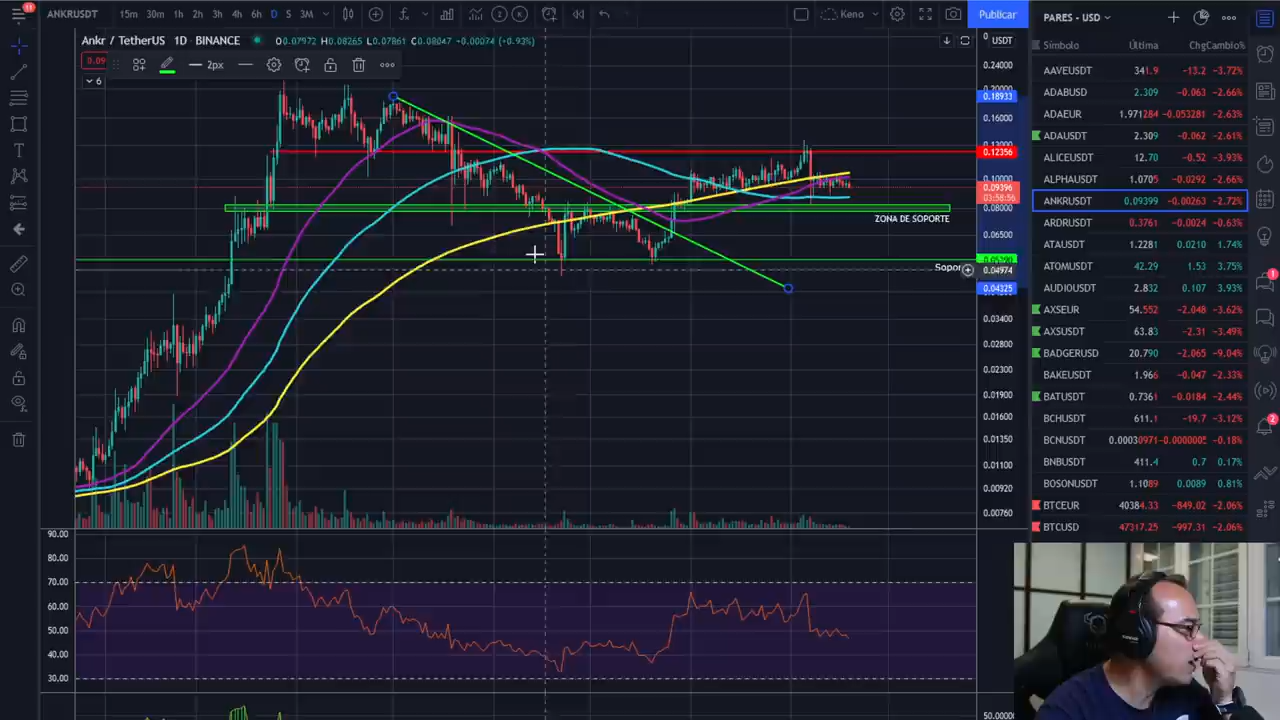 ANKRUSDT 15m 30m 1h 2h 3h 4h 6h D S 3M Keno Publicar
Ankr / TetherUS 1D BINANCE O0.07972 H0.08265 L0.07861 C0.08047 +0.00074 (+0.93%)
USDT
0.09
2px
6
0.24000
0.18933
0.16000
0.12356
0.10000
0.09396
03:58:56
0.08000
ZONA DE SOPORTE
0.06500
Sopor
0.04974
0.04325
0.03400
0.02800
0.02300
0.01900
0.01600
0.01350
0.01100
0.00920
0.00760
90.00
80.00
70.00
60.00
50.00
40.00
30.00
50.0000
PARES - USD
Símbolo Última Chg Cambio%
AAVEUSDT 341.9 -13.2 -3.72%
ADABUSD 2.309 -0.063 -2.66%
ADAEUR 1.971284 -0.053281 -2.63%
ADAUSDT 2.309 -0.062 -2.61%
ALICEUSDT 12.70 -0.52 -3.93%
ALPHAUSDT 1.0705 -0.0292 -2.66%
ANKRUSDT 0.09399 -0.00263 -2.72%
ARDRUSDT 0.3761 -0.0024 -0.63%
ATAUSDT 1.2281 0.0210 1.74%
ATOMUSDT 42.29 1.53 3.75%
AUDIOUSDT 2.832 0.107 3.93%
AXSEUR 54.552 -2.048 -3.62%
AXSUSDT 63.83 -2.31 -3.49%
BADGERUSD 20.790 -2.065 -9.04%
BAKEUSDT 1.966 -0.047 -2.33%
BATUSDT 0.7361 -0.0184 -2.44%
BCHUSDT 611.1 -19.7 -3.12%
BCNUSDT 0.00030971 -0.0000005 -0.18%
BNBUSDT 411.4 0.7 0.17%
BOSONUSDT 1.1089 0.0089 0.81%
BTCEUR 40384.33 -849.02 -2.06%
BTCUSD 47317.25 -997.31 -2.06%